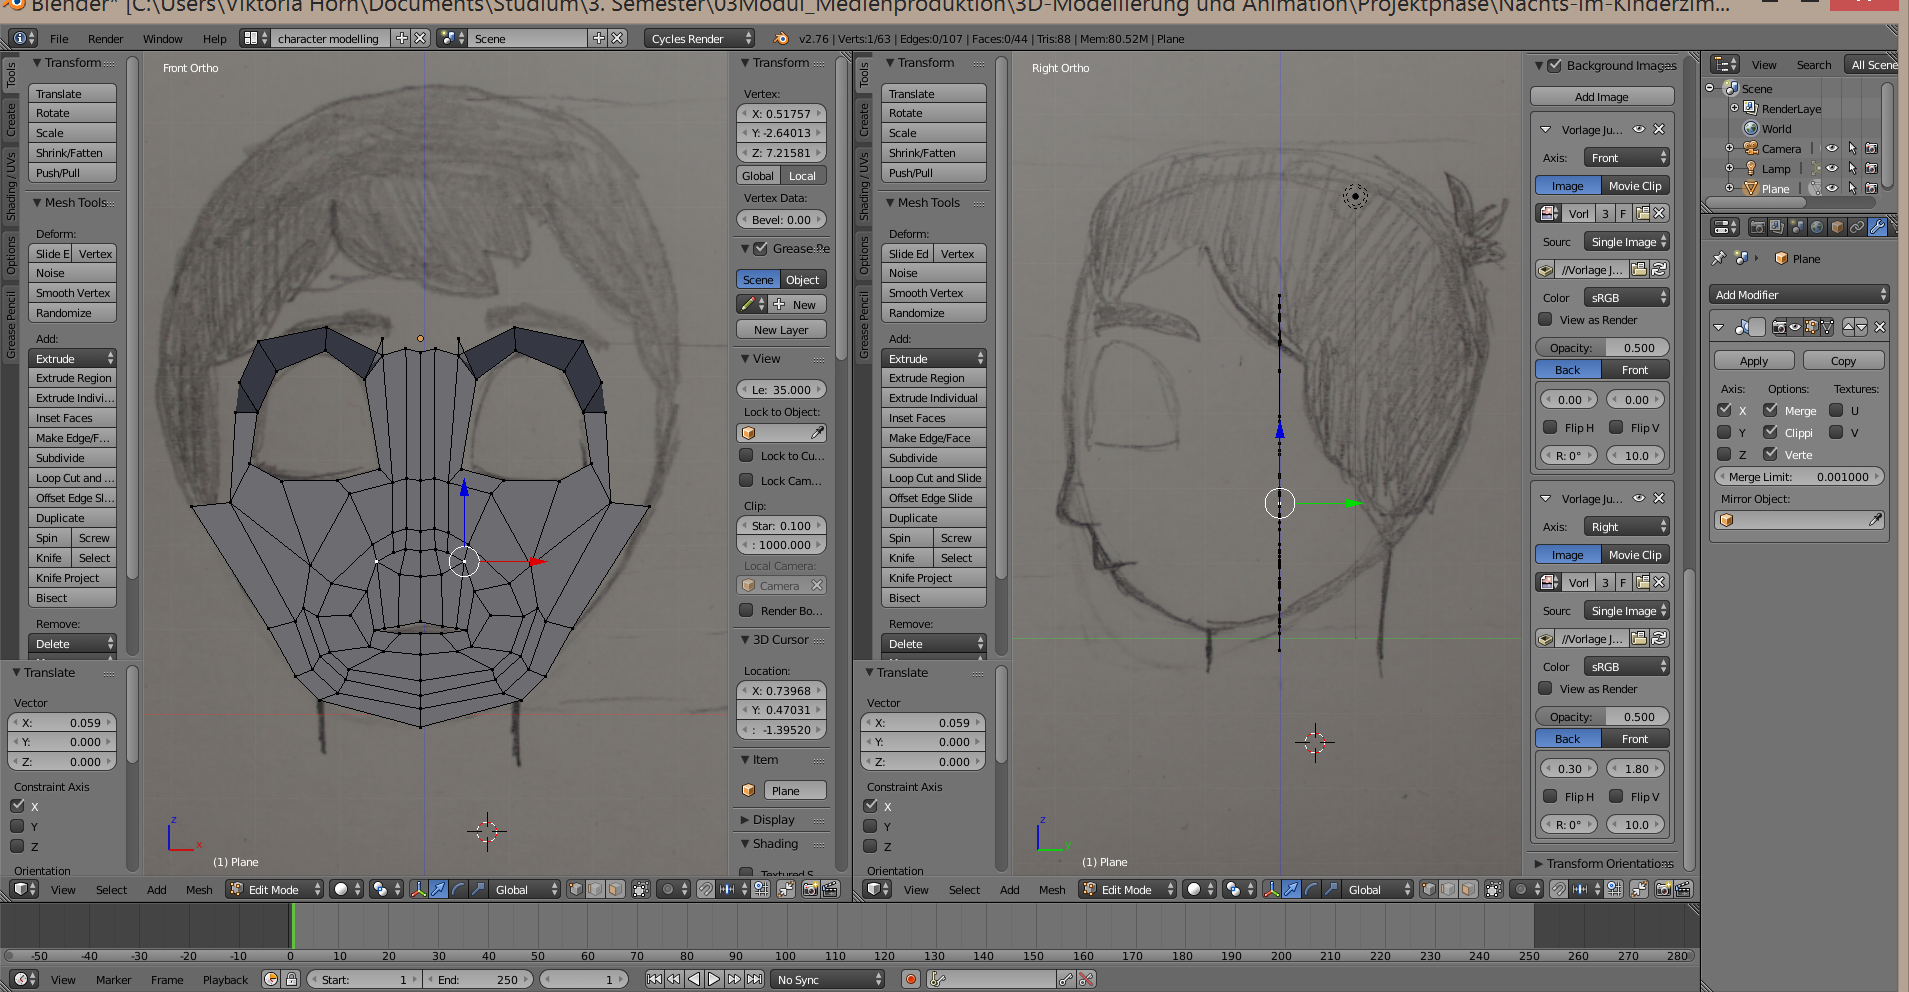 Blender* [C:\Users\Viktoria Horn\Documents\Studium\3. Semester\03Modul_Medienproduktion\3D-Modellierung und Animation\Projektphase\Nachts-im-Kinderzim...
File Render Window Help character modelling Scene Cycles Render v2.76 | Verts:1/63 | Edges:0/107 | Faces:0/44 | Tris:88 | Mem:80.52M | Plane
Tools
Create
Shading / UVs
Options
Grease Pencil
Transform
Translate
Rotate
Scale
Shrink/Fatten
Push/Pull
Mesh Tools
Deform:
Slide E Vertex
Noise
Smooth Vertex
Randomize
Add:
Extrude
Extrude Region
Extrude Indivi...
Inset Faces
Make Edge/F...
Subdivide
Loop Cut and ...
Offset Edge Sl...
Duplicate
Spin Screw
Knife Select
Knife Project
Bisect
Remove:
Delete
Translate
Vector
X: 0.059
Y: 0.000
Z: 0.000
Constraint Axis
X
Y
Z
Orientation
Front Ortho
z
x
(1) Plane
Transform
Vertex:
X: 0.51757
Y: -2.64013
Z: 7.21581
Global Local
Vertex Data:
Bevel: 0.00
Grease Pe
Scene Object
New
New Layer
View
Le: 35.000
Lock to Object:
Lock to Cu...
Lock Cam...
Clip:
Star: 0.100
: 1000.000
Local Camera:
Camera
Render Bo...
3D Cursor
Location:
X: 0.73968
Y: 0.47031
: -1.39520
Item
Plane
Display
Shading
Textured S
View Select Add Mesh Edit Mode Global
Tools
Create
Shading / UVs
Options
Grease Pencil
Transform
Translate
Rotate
Scale
Shrink/Fatten
Push/Pull
Mesh Tools
Deform:
Slide Ed Vertex
Noise
Smooth Vertex
Randomize
Add:
Extrude
Extrude Region
Extrude Individual
Inset Faces
Make Edge/Face
Subdivide
Loop Cut and Slide
Offset Edge Slide
Duplicate
Spin Screw
Knife Select
Knife Project
Bisect
Remove:
Delete
Translate
Vector
X: 0.059
Y: 0.000
Z: 0.000
Constraint Axis
X
Y
Z
Orientation
Right Ortho
z
y
(1) Plane
Background Images
Add Image
Vorlage Ju...
Axis: Front
Image Movie Clip
Vorl 3 F
Sourc Single Image
//Vorlage J...
Color sRGB
View as Render
Opacity: 0.500
Back Front
0.00 0.00
Flip H Flip V
R: 0° 10.0
Vorlage Ju...
Axis: Right
Image Movie Clip
Vorl 3 F
Sourc Single Image
//Vorlage J...
Color sRGB
View as Render
Opacity: 0.500
Back Front
0.30 1.80
Flip H Flip V
R: 0° 10.0
Transform Orientations
View Select Add Mesh Edit Mode Global
View Search All Scene
Scene
RenderLaye
World
Camera
Lamp
Plane
Plane
Add Modifier
Apply Copy
Axis: Options: Textures:
X Merge U
Y Clippi V
Z Verte
Merge Limit: 0.001000
Mirror Object:
-50 -40 -30 -20 -10 0 10 20 30 40 50 60 70 80 90 100 110 120 130 140 150 160 170 180 190 200 210 220 230 240 250 260 270 280
View Marker Frame Playback Start: 1 End: 250 1 No Sync